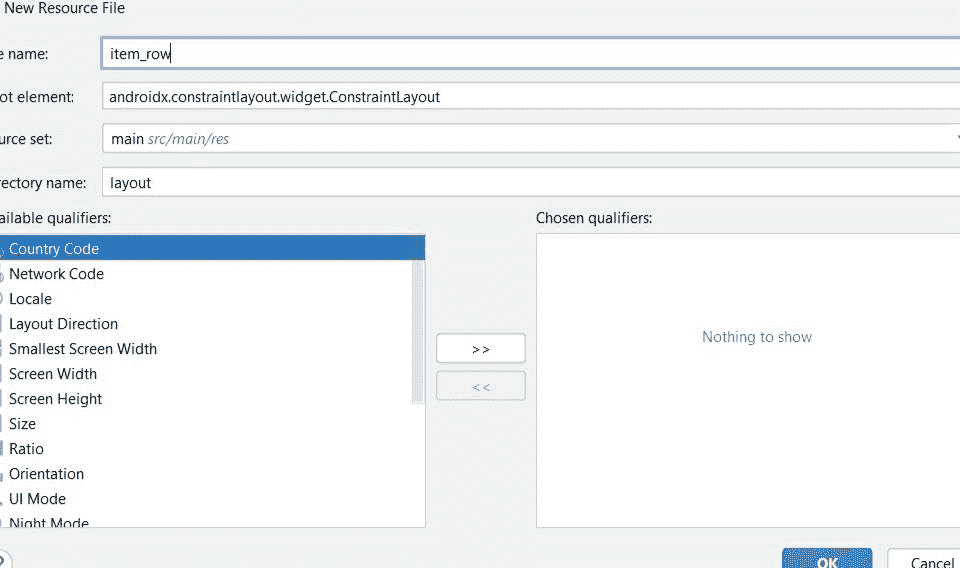 New Resource File
e name:
item_row
ot element:
androidx.constraintlayout.widget.ConstraintLayout
urce set:
main src/main/res
rectory name:
layout
ailable qualifiers:
Chosen qualifiers:
Country Code
Network Code
Locale
Layout Direction
Smallest Screen Width
Screen Width
Screen Height
Size
Ratio
Orientation
UI Mode
Night Mode
>>
<<
Nothing to show
?
OK
Cancel